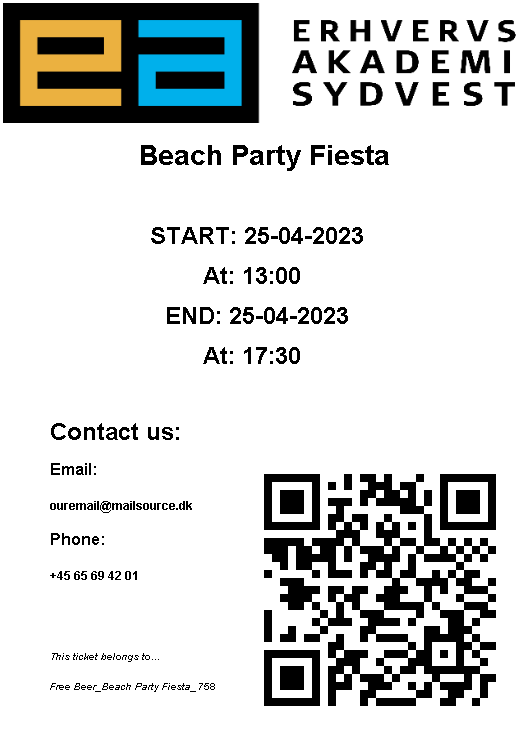 ea
ERHVERVS
AKADEMI
SYDVEST
Beach Party Fiesta
START: 25-04-2023
At: 13:00
END: 25-04-2023
At: 17:30
Contact us:
Email:
ouremail@mailsource.dk
Phone:
+45 65 69 42 01
This ticket belongs to...
Free Beer_Beach Party Fiesta_758